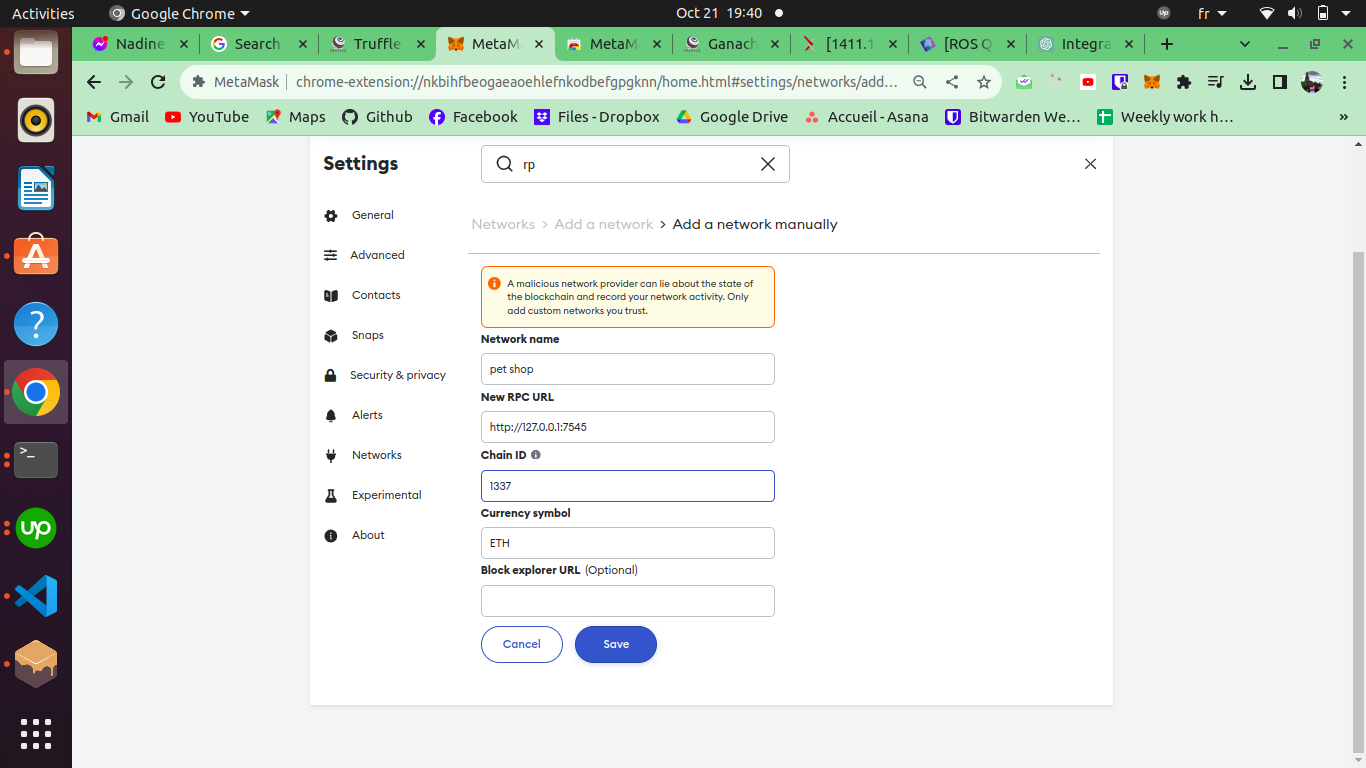 Activities
Google Chrome
Oct 21 19:40
fr
Nadine
Search
Truffle
MetaMa
MetaM
Ganach
[1411.1
[ROS Q
Integra
MetaMask
chrome-extension://nkbihfbeogaeaoehlefnkodbefgpgknn/home.html#settings/networks/add...
Gmail
YouTube
Maps
Github
Facebook
Files - Dropbox
Google Drive
Accueil - Asana
Bitwarden We...
Weekly work h...
»
Settings
rp
General
Advanced
Contacts
Snaps
Security & privacy
Alerts
Networks
Experimental
About
Networks > Add a network > Add a network manually
A malicious network provider can lie about the state of
the blockchain and record your network activity. Only
add custom networks you trust.
Network name
pet shop
New RPC URL
http://127.0.0.1:7545
Chain ID
1337
Currency symbol
ETH
Block explorer URL (Optional)
Cancel
Save
>_
up